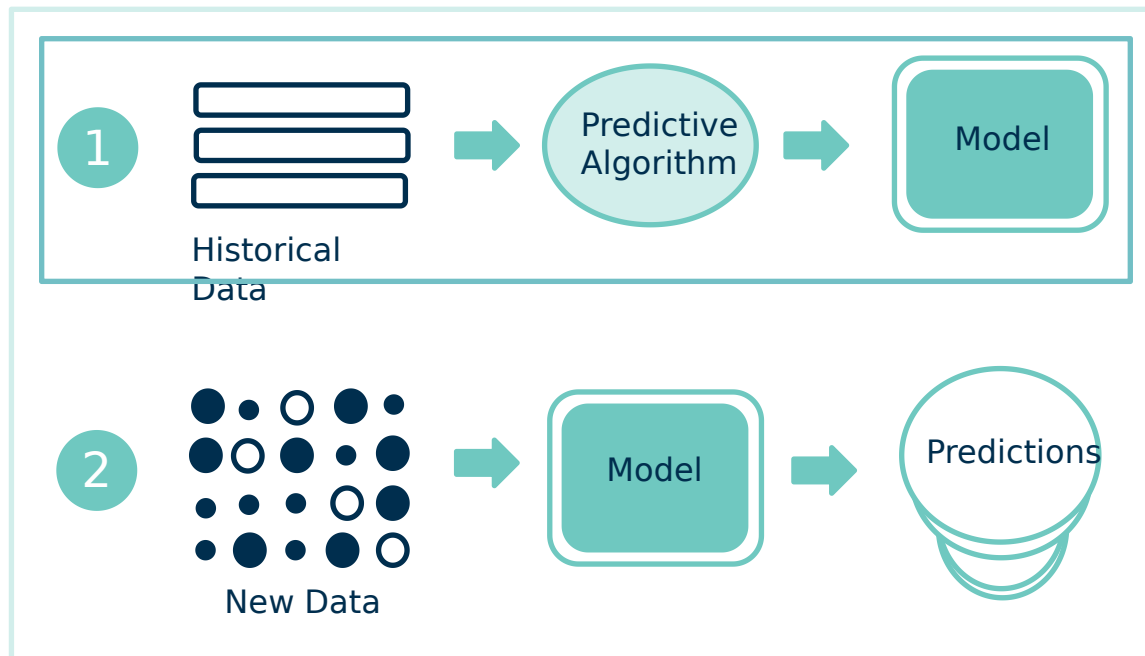 1
Historical
Data
Predictive
Algorithm
Model
2
New Data
Model
Predictions